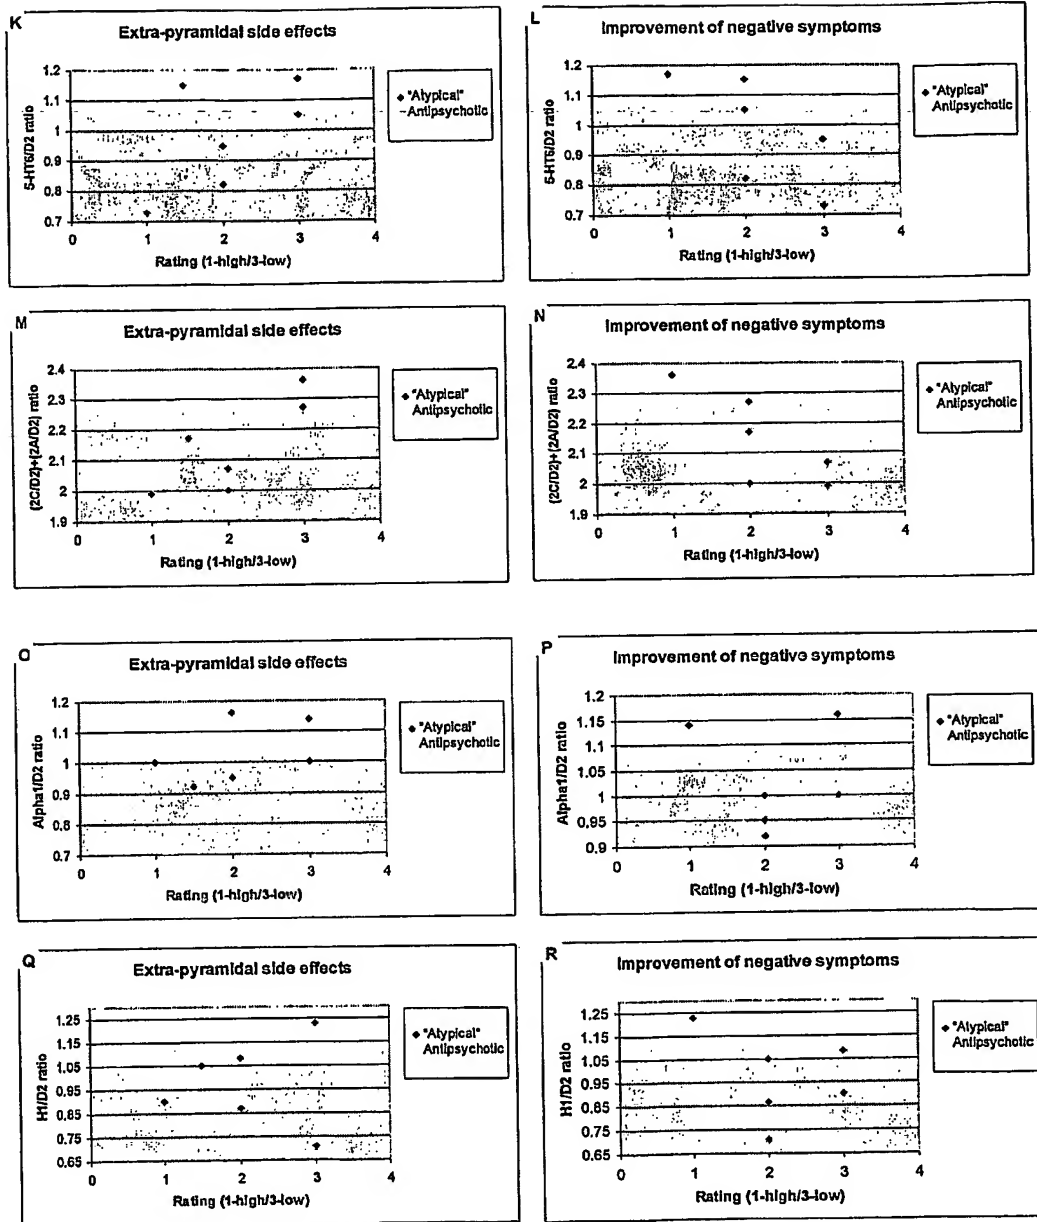 K
Extra-pyramidal side effects
5-HT6/D2 ratio
1.2
1.1
1
0.9
0.8
0.7
0 1 2 3 4
Rating (1-high/3-low)
"Atypical"
Antipsychotic
L
Improvement of negative symptoms
5-HT6/D2 ratio
1.2
1.1
1
0.9
0.8
0.7
0 1 2 3 4
Rating (1-high/3-low)
"Atypical"
Antipsychotic
M
Extra-pyramidal side effects
(2C/D2)+(2A/D2) ratio
2.4
2.3
2.2
2.1
2
1.9
0 1 2 3 4
Rating (1-high/3-low)
"Atypical"
Antipsychotic
N
Improvement of negative symptoms
(2C/D2)+(2A/D2) ratio
2.4
2.3
2.2
2.1
2
1.9
0 1 2 3 4
Rating (1-high/3-low)
"Atypical"
Antipsychotic
O
Extra-pyramidal side effects
Alpha1/D2 ratio
1.2
1.1
1
0.9
0.8
0.7
0 1 2 3 4
Rating (1-high/3-low)
"Atypical"
Antipsychotic
P
Improvement of negative symptoms
Alpha1/D2 ratio
1.2
1.15
1.1
1.05
1
0.95
0.9
0 1 2 3 4
Rating (1-high/3-low)
"Atypical"
Antipsychotic
Q
Extra-pyramidal side effects
H1/D2 ratio
1.25
1.15
1.05
0.95
0.85
0.75
0.65
0 1 2 3 4
Rating (1-high/3-low)
"Atypical"
Antipsychotic
R
Improvement of negative symptoms
H1/D2 ratio
1.25
1.15
1.05
0.95
0.85
0.75
0.65
0 1 2 3 4
Rating (1-high/3-low)
"Atypical"
Antipsychotic